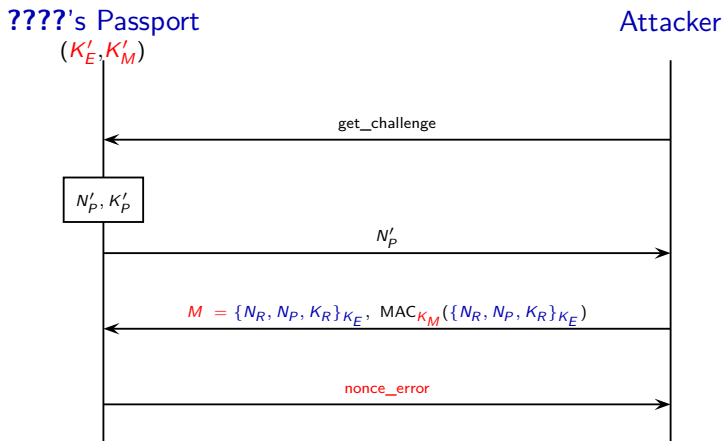 ????'s Passport
Attacker
(K′_E, K′_M)
get_challenge
N′_P, K′_P
N′_P
M = {N_R, N_P, K_R}_{K_E}, MAC_{K_M}({N_R, N_P, K_R}_{K_E})
nonce_error